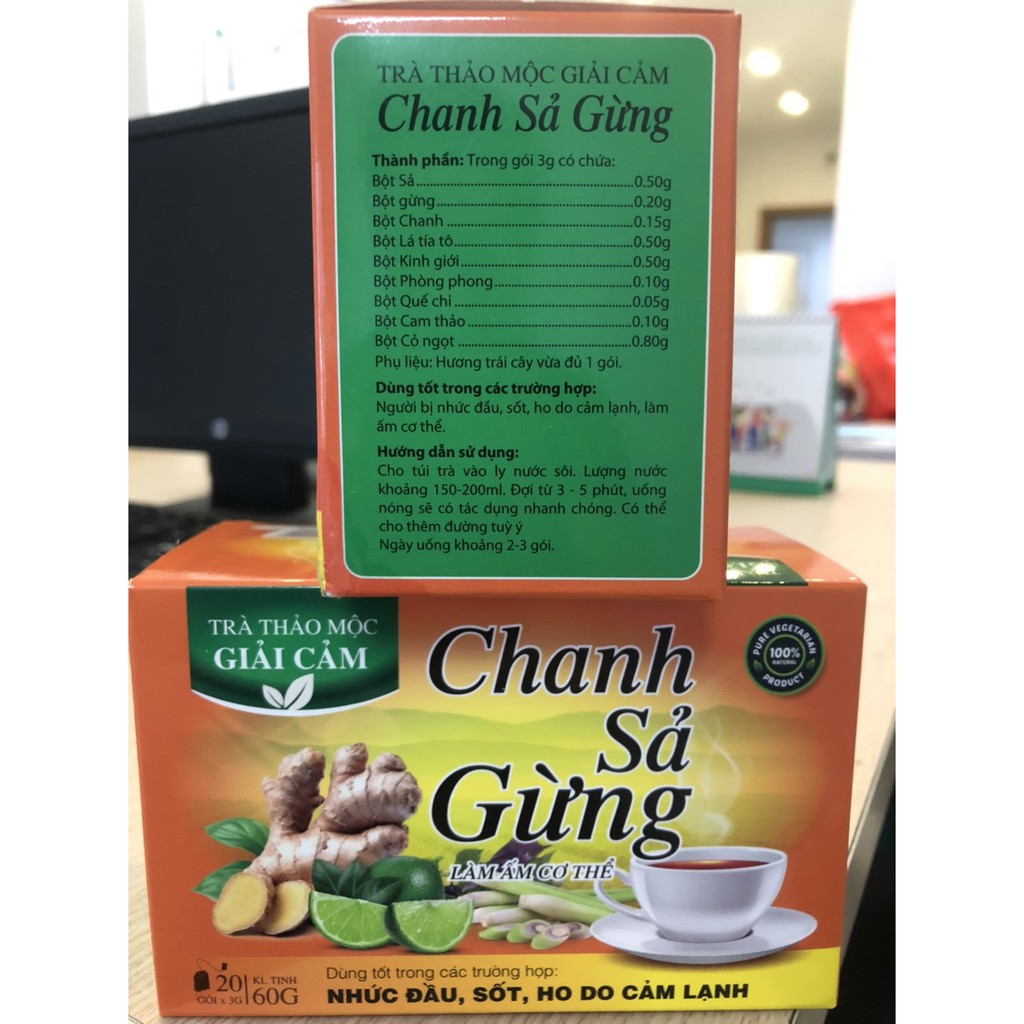 TRÀ THẢO MỘC GIẢI CẢM
Chanh Sả Gừng
Thành phần: Trong gói 3g có chứa:
Bột Sả............0.50g
Bột gừng............0.20g
Bột Chanh............0.15g
Bột Lá tía tô............0.50g
Bột Kinh giới............0.50g
Bột Phòng phong............0.10g
Bột Quế chi............0.05g
Bột Cam thảo............0.10g
Bột Cỏ ngọt............0.80g
Phụ liệu: Hương trái cây vừa đủ 1 gói.
Dùng tốt trong các trường hợp:
Người bị nhức đầu, sốt, ho do cảm lạnh, làm
ấm cơ thể.
Hướng dẫn sử dụng:
Cho túi trà vào ly nước sôi. Lượng nước
khoảng 150-200ml. Đợi từ 3 - 5 phút, uống
nóng sẽ có tác dụng nhanh chóng. Có thể
cho thêm đường tuỳ ý
Ngày uống khoảng 2-3 gói.
TRÀ THẢO MỘC
GIẢI CẢM
Chanh
Sả
Gừng
LÀM ẤM CƠ THỂ
PURE VEGETARIAN
100%
NATURAL
PRODUCT
20
GÓI x 3G
KL TỊNH
60G
Dùng tốt trong các trường hợp:
NHỨC ĐẦU, SỐT, HO DO CẢM LẠNH